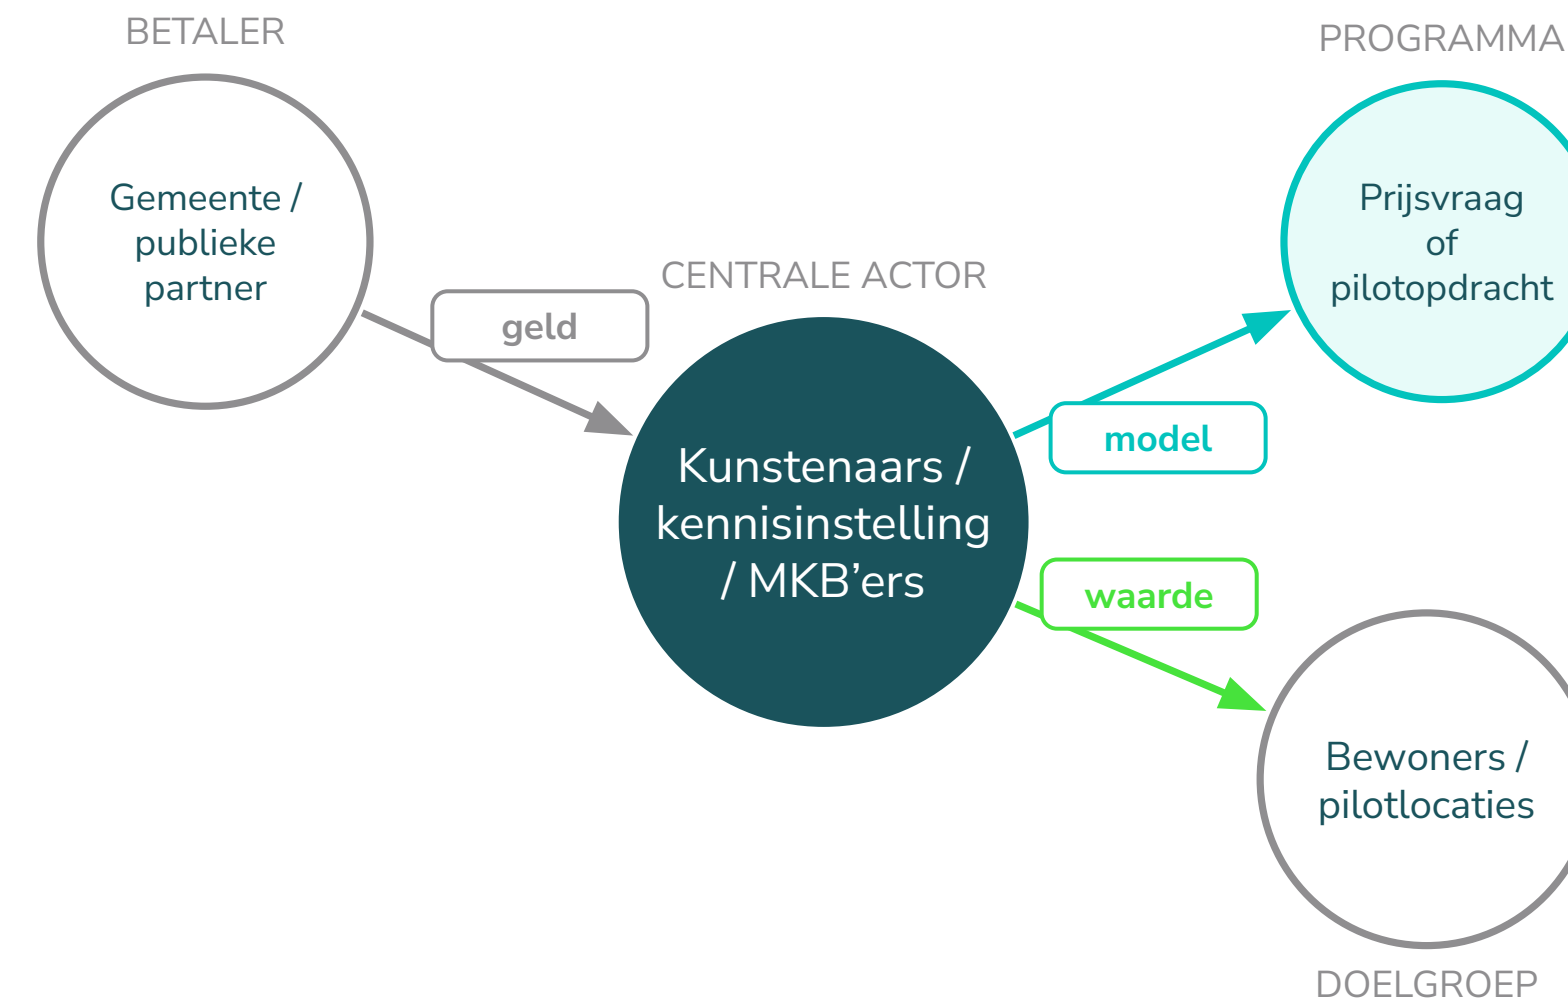 BETALER
Gemeente /
publieke
partner
geld
CENTRALE ACTOR
Kunstenaars /
kennisinstelling
/ MKB’ers
PROGRAMMA
Prijsvraag
of
pilotopdracht
model
waarde
Bewoners /
pilotlocaties
DOELGROEP